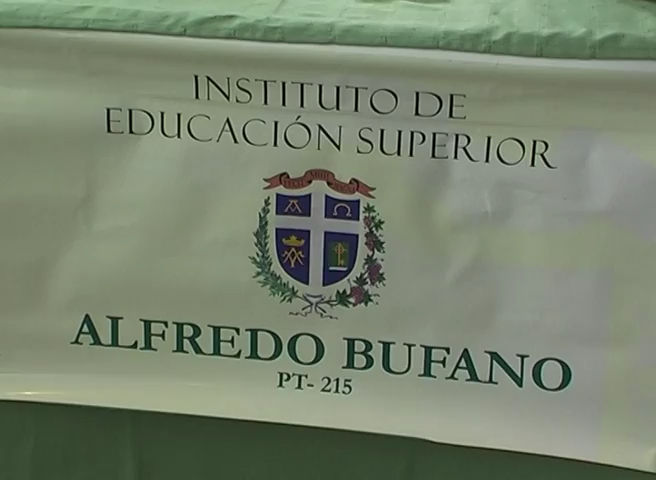 INSTITUTO DE
EDUCACIÓN SUPERIOR
Α Ω
ALFREDO BUFANO
PT- 215